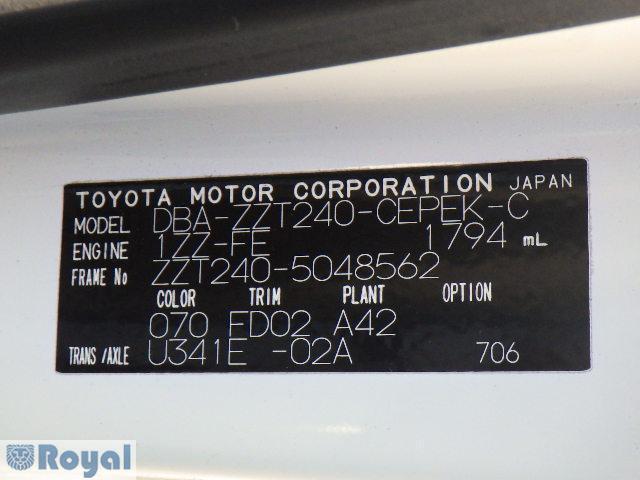 TOYOTA MOTOR CORPORATION JAPAN
MODEL DBA-ZZT240-CEPEK-C
ENGINE 1ZZ-FE 1794 mL
FRAME No ZZT240-5048562
COLOR TRIM PLANT OPTION
070 FD02 A42
TRANS/AXLE U341E -02A 706
Royal